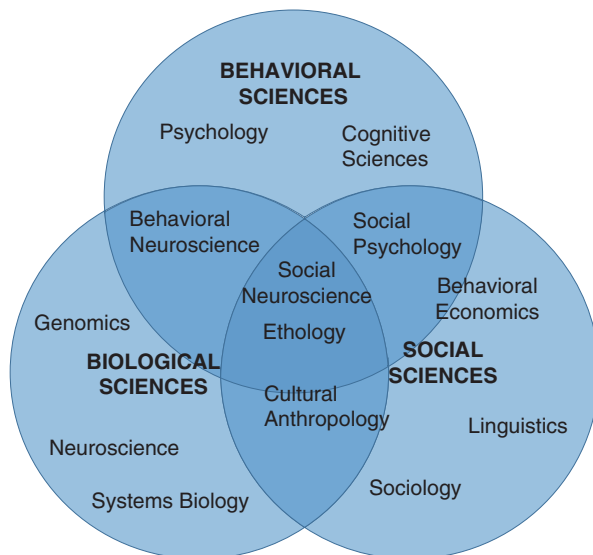 BEHAVIORAL
SCIENCES
Psychology
Cognitive
Sciences
Behavioral
Neuroscience
Social
Psychology
Social
Neuroscience
Ethology
Behavioral
Economics
Genomics
BIOLOGICAL
SCIENCES
SOCIAL
SCIENCES
Cultural
Anthropology
Linguistics
Neuroscience
Sociology
Systems Biology